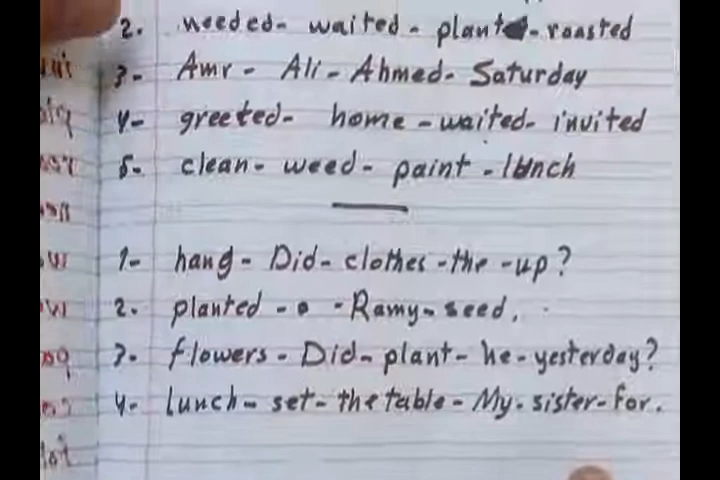 2. needed- waited - plant - roasted
3- Amr - Ali - Ahmed- Saturday
4- greeted- home - waited- invited
5- clean - weed - paint - lunch
1- hang - Did - clothes - the - up?
2. planted - a - Ramy - seed.
3- flowers - Did - plant - he - yesterday?
4- lunch - set - the table - My - sister - for.